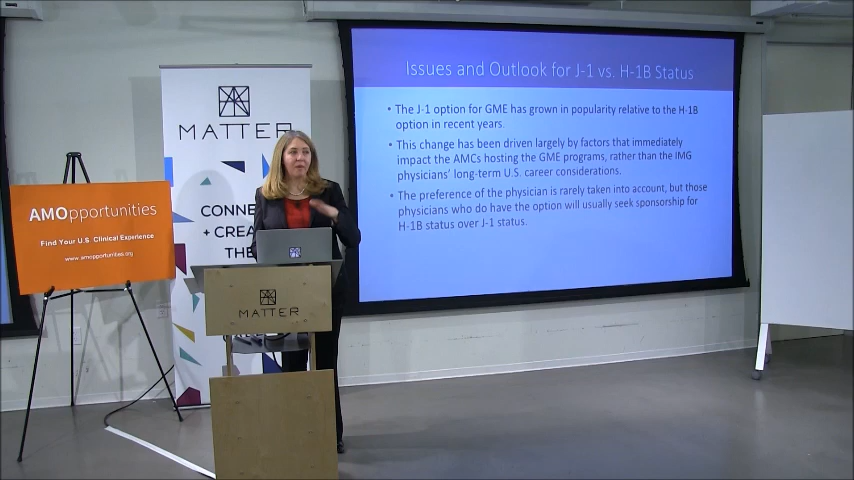 Issues and Outlook for J-1 vs. H-1B Status
• The J-1 option for GME has grown in popularity relative to the H-1B
option in recent years.
• This change has been driven largely by factors that immediately
impact the AMCs hosting the GME programs, rather than the IMG
physicians' long-term U.S. career considerations.
• The preference of the physician is rarely taken into account, but those
physicians who do have the option will usually seek sponsorship for
H-1B status over J-1 status.
MATTER
CONNE
+ CREA
THE
AMOpportunities
Find Your U.S. Clinical Experience
www.amopportunities.org
MATTER